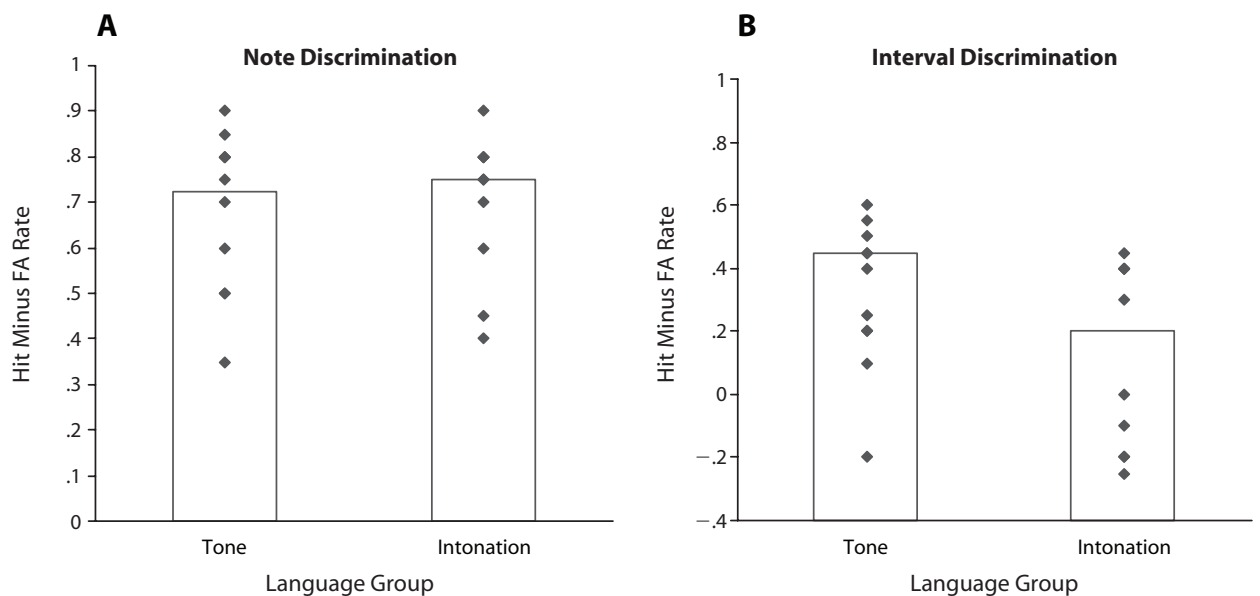 A
Note Discrimination
1
.9
.8
.7
.6
.5
.4
.3
.2
.1
0
Hit Minus FA Rate
Tone
Intonation
Language Group
B
Interval Discrimination
1
.8
.6
.4
.2
0
−.2
−.4
Hit Minus FA Rate
Tone
Intonation
Language Group